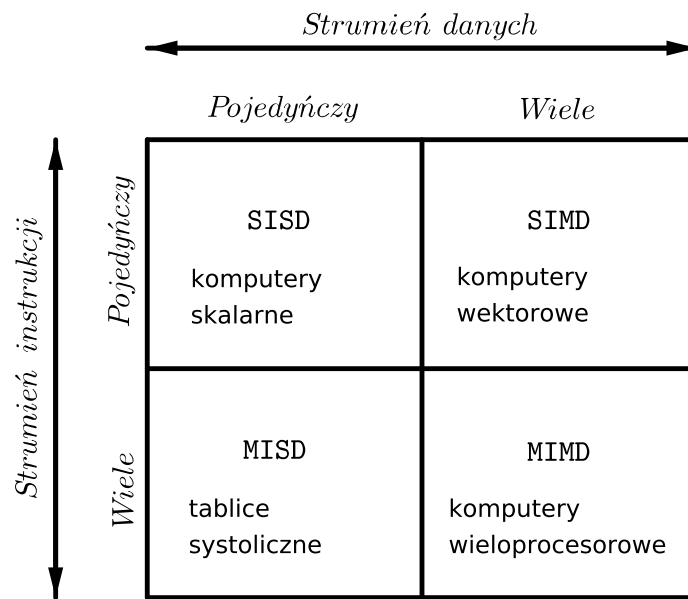 Strumień danych
Pojedyńczy
Wiele
Strumień instrukcji
Pojedyńczy
SISD
komputery
skalarne
SIMD
komputery
wektorowe
Wiele
MISD
tablice
systoliczne
MIMD
komputery
wieloprocesorowe